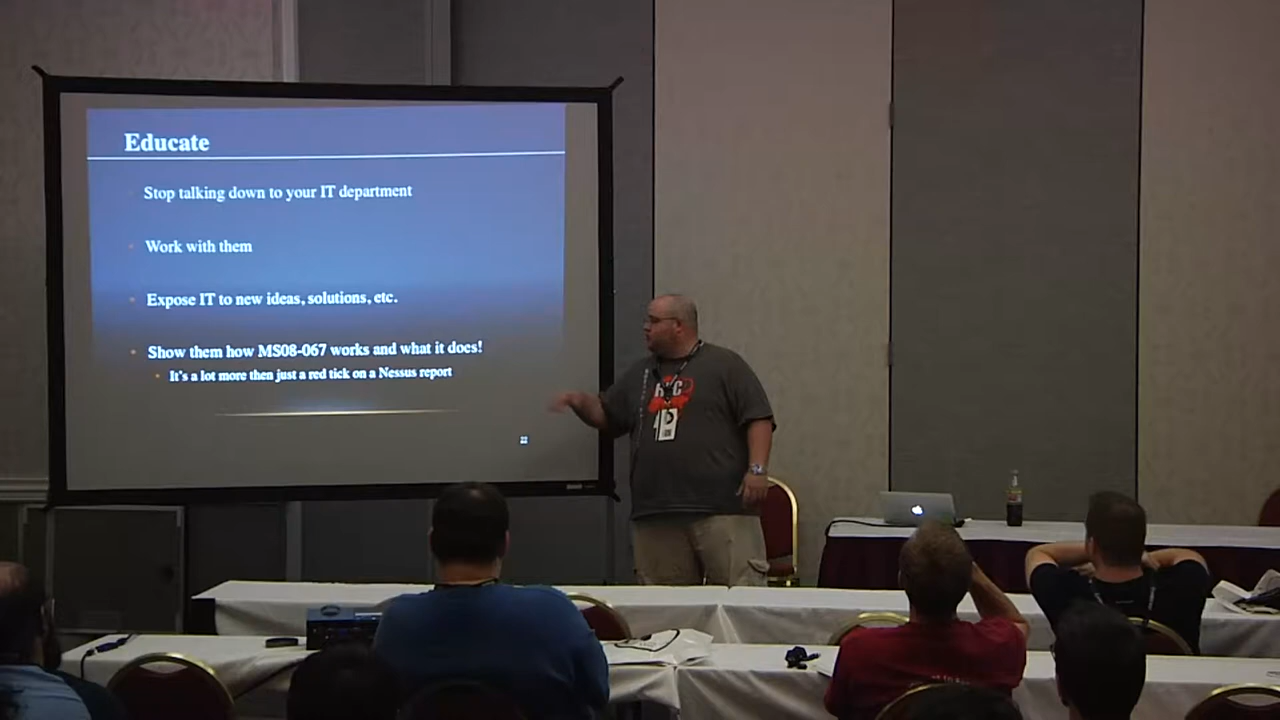 Educate
Stop talking down to your IT department
Work with them
Expose IT to new ideas, solutions, etc.
Show them how MS08-067 works and what it does!
It's a lot more then just a red tick on a Nessus report